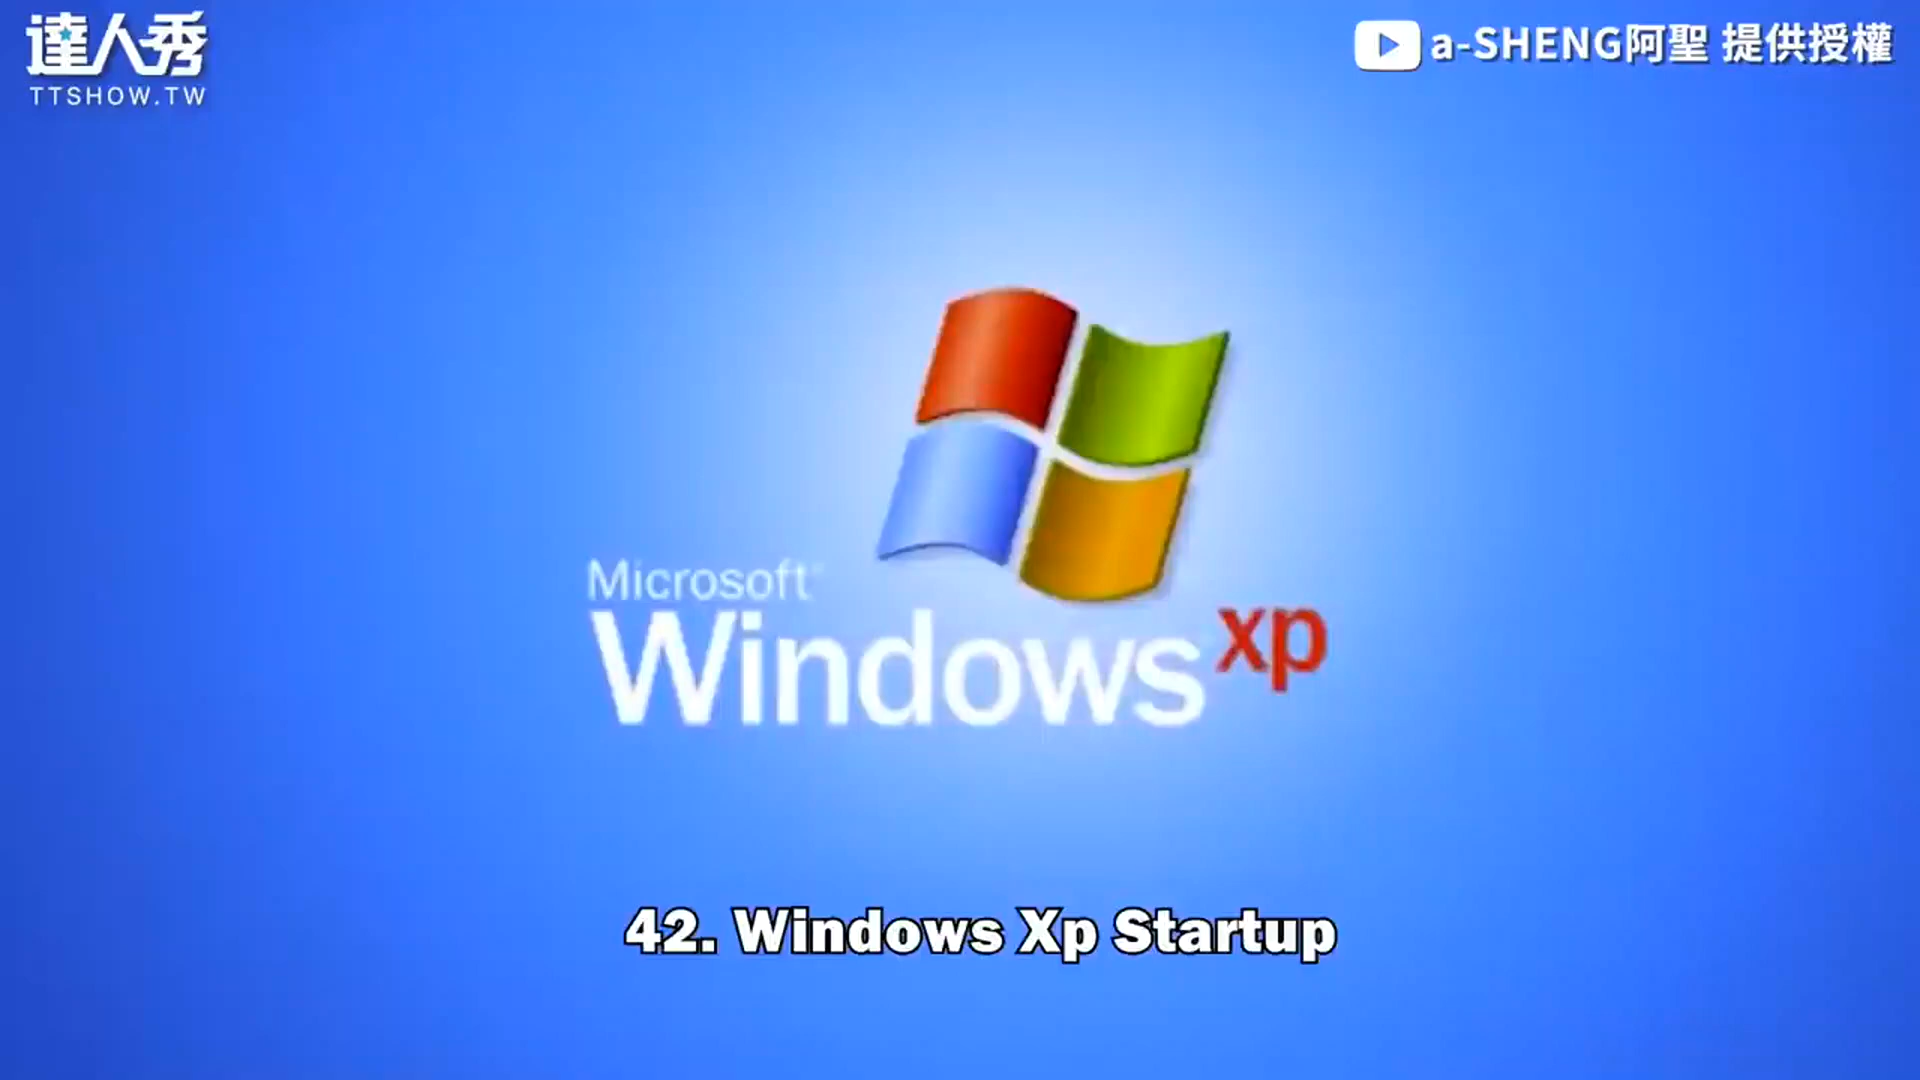 達人秀
TTSHOW.TW
a-SHENG阿聖 提供授權
Microsoft
Windows xp
42. Windows Xp Startup